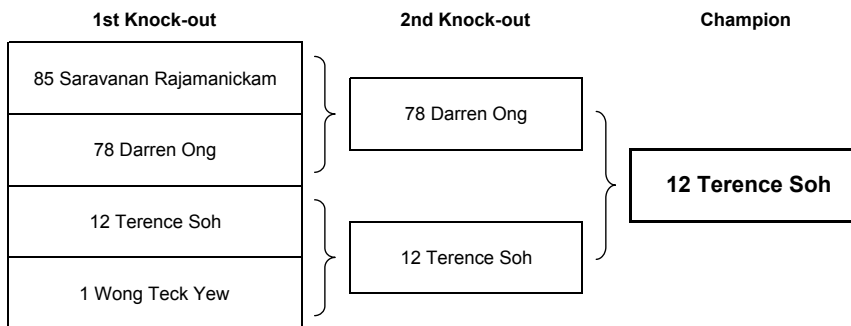 1st Knock-out
2nd Knock-out
Champion
85 Saravanan Rajamanickam
78 Darren Ong
12 Terence Soh
1 Wong Teck Yew
78 Darren Ong
12 Terence Soh
12 Terence Soh